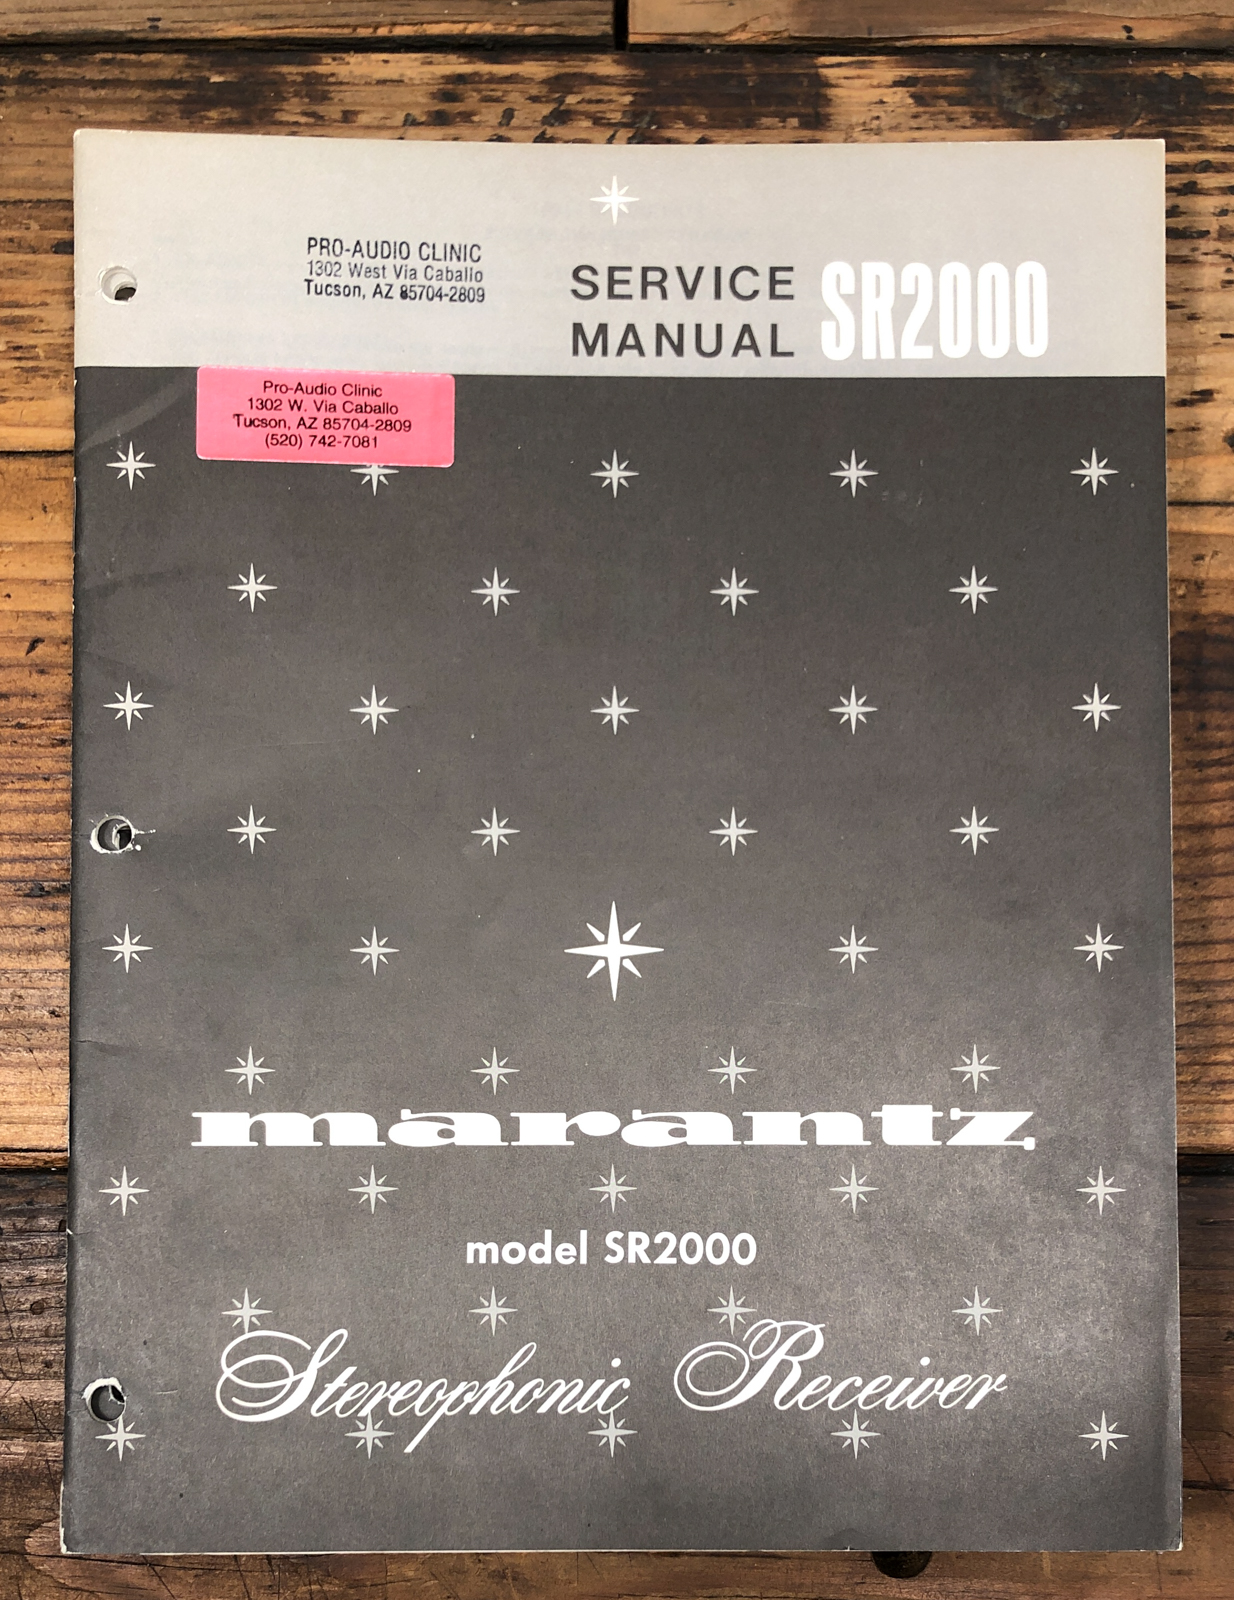 PRO-AUDIO CLINIC
1302 West Via Caballo
Tucson, AZ 85704-2809
SERVICE
MANUAL SR2000
Pro-Audio Clinic
1302 W. Via Caballo
Tucson, AZ 85704-2809
(520) 742-7081
marantz
model SR2000
Stereophonic Receiver